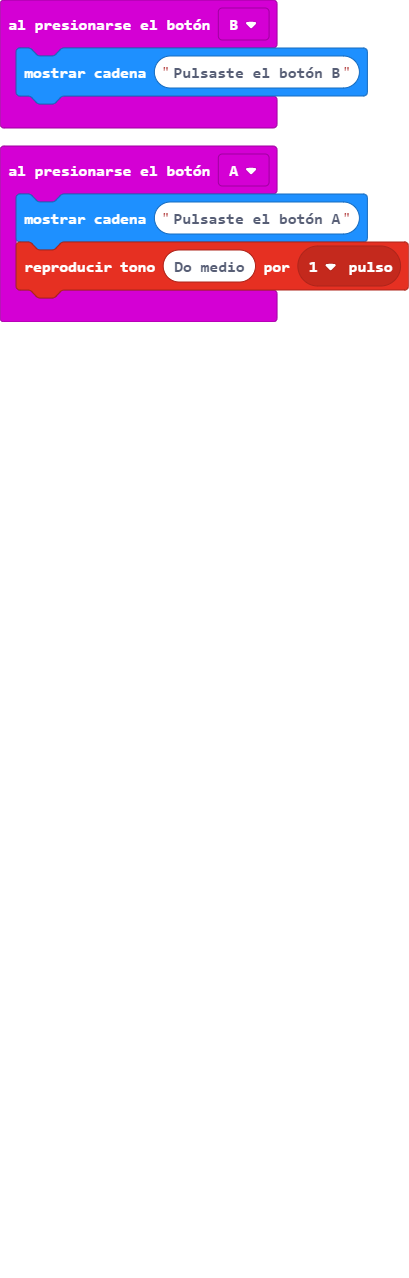 al presionarse el botón B
mostrar cadena "Pulsaste el botón B"
al presionarse el botón A
mostrar cadena "Pulsaste el botón A"
reproducir tono Do medio por 1 pulso